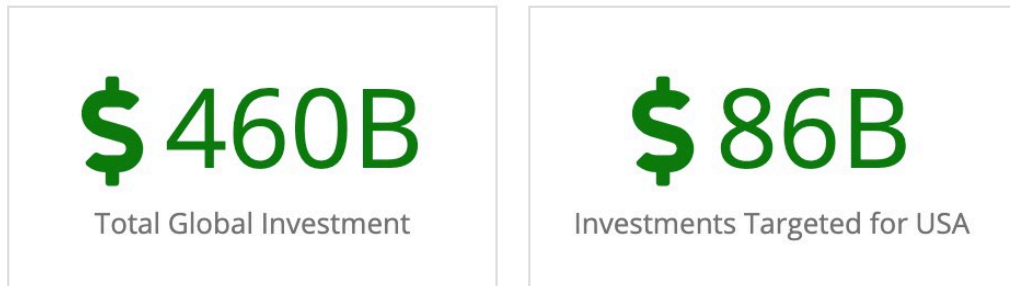 $ 460B
Total Global Investment
$ 86B
Investments Targeted for USA